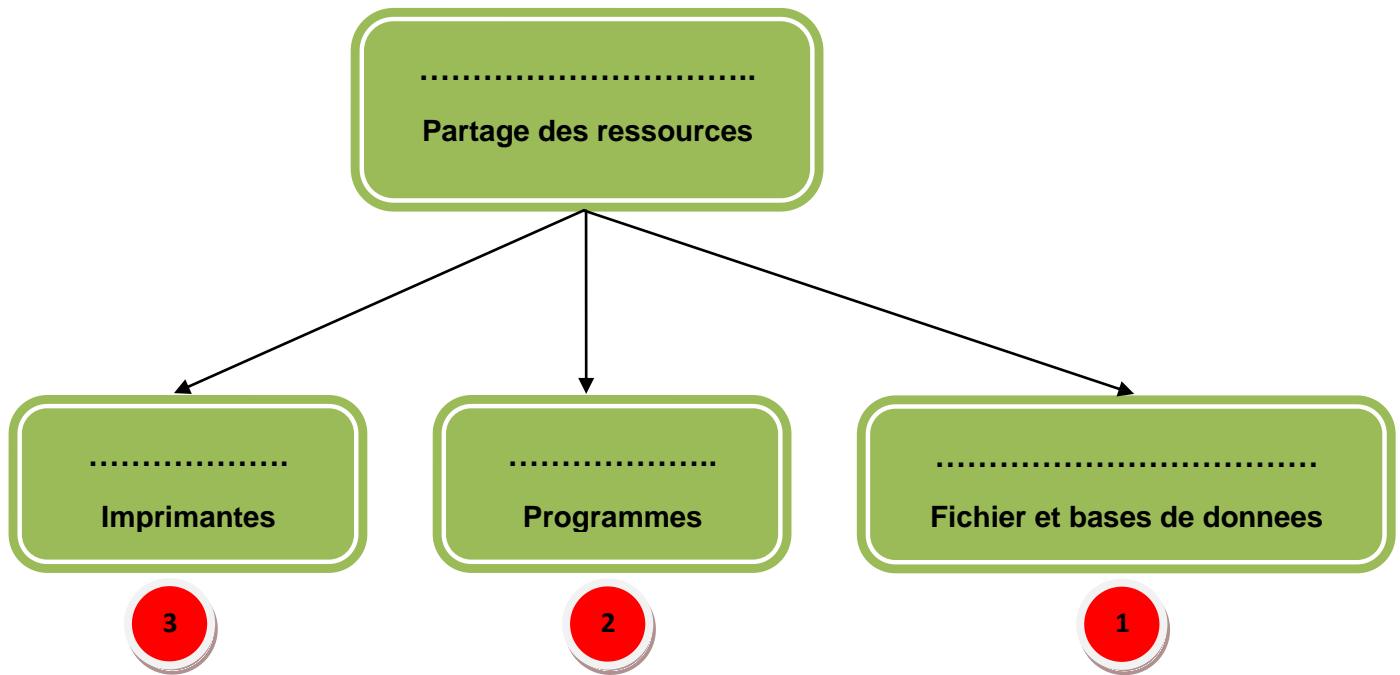 ……………………………..
Partage des ressources
……………….
Imprimantes
………………..
Programmes
………………………………
Fichier et bases de donnees
3
2
1